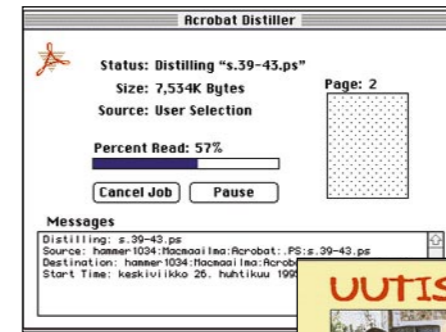 Acrobat Distiller
Status: Distilling “s.39-43.ps”
Size: 7,534K Bytes
Source: User Selection
Page: 2
Percent Read: 57%
Cancel Job
Pause
Messages
Distilling: s.39-43.ps
Source: hammer1034:Macmaailma:Acrobat:.PS:s.39-43.ps
Destination: hammer1034:Macmaailma:Acrob
Start Time: keskiviikko 26. huhtikuu 199
UUTIS